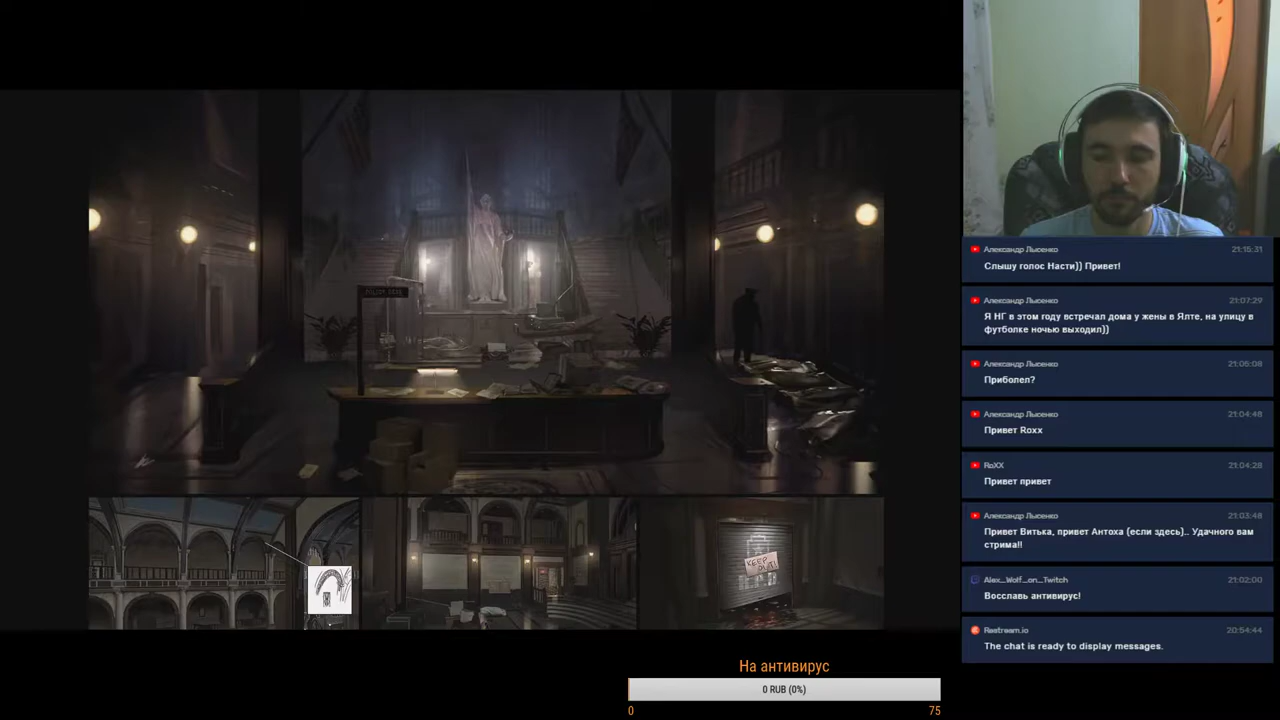 KEEP
OUT!
Александр Лысенко 21:15:31
Слышу голос Насти)) Привет!
Александр Лысенко 21:07:29
Я НГ в этом году встречал дома у жены в Ялте, на улицу в
футболке ночью выходил))
Александр Лысенко 21:05:08
Приболел?
Александр Лысенко 21:04:48
Привет Roxx
RoXX 21:04:28
Привет привет
Александр Лысенко 21:03:48
Привет Витька, привет Антоха (если здесь).. Удачного вам
стрима!!
Alex_Wolf_on_Twitch 21:02:00
Восславь антивирус!
Restream.io 20:54:44
The chat is ready to display messages.
На антивирус
0 RUB (0%)
0 75